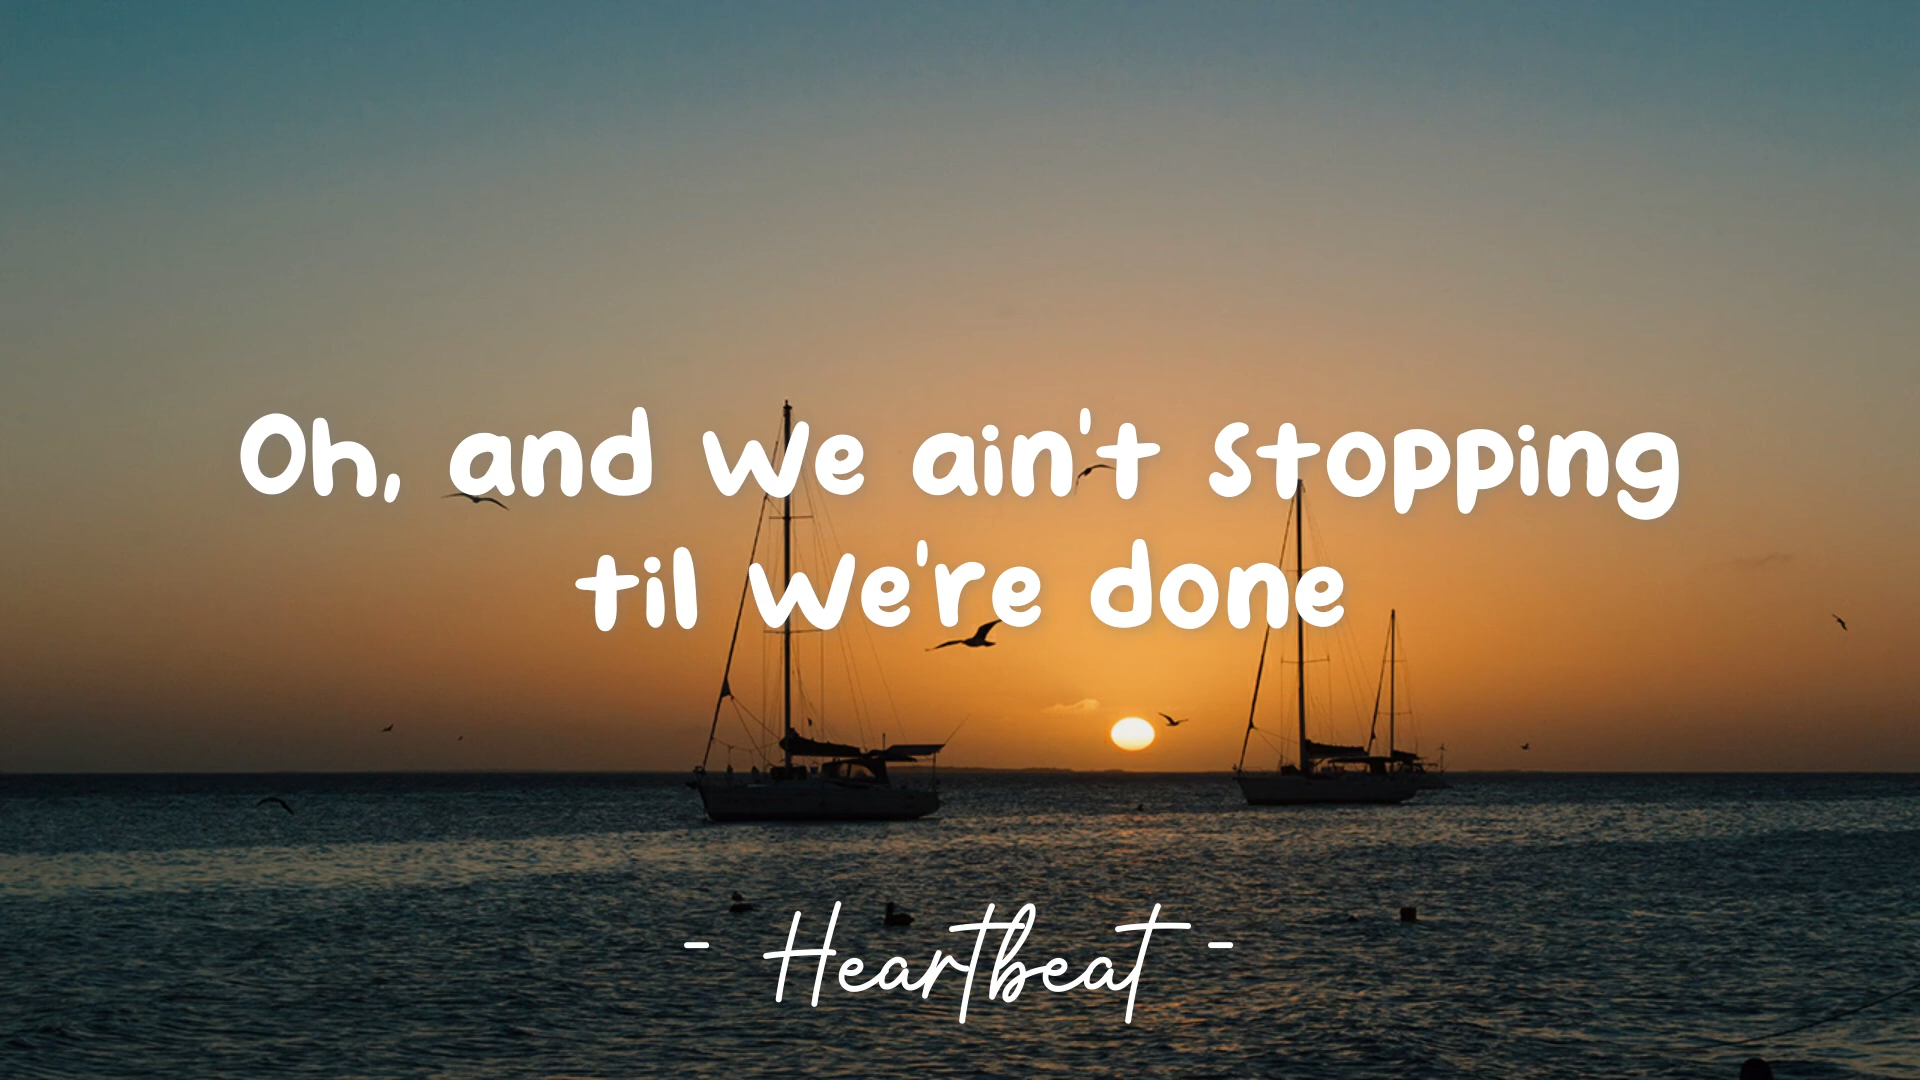 Oh, and we ain't stopping
til we're done
- Heartbeat -